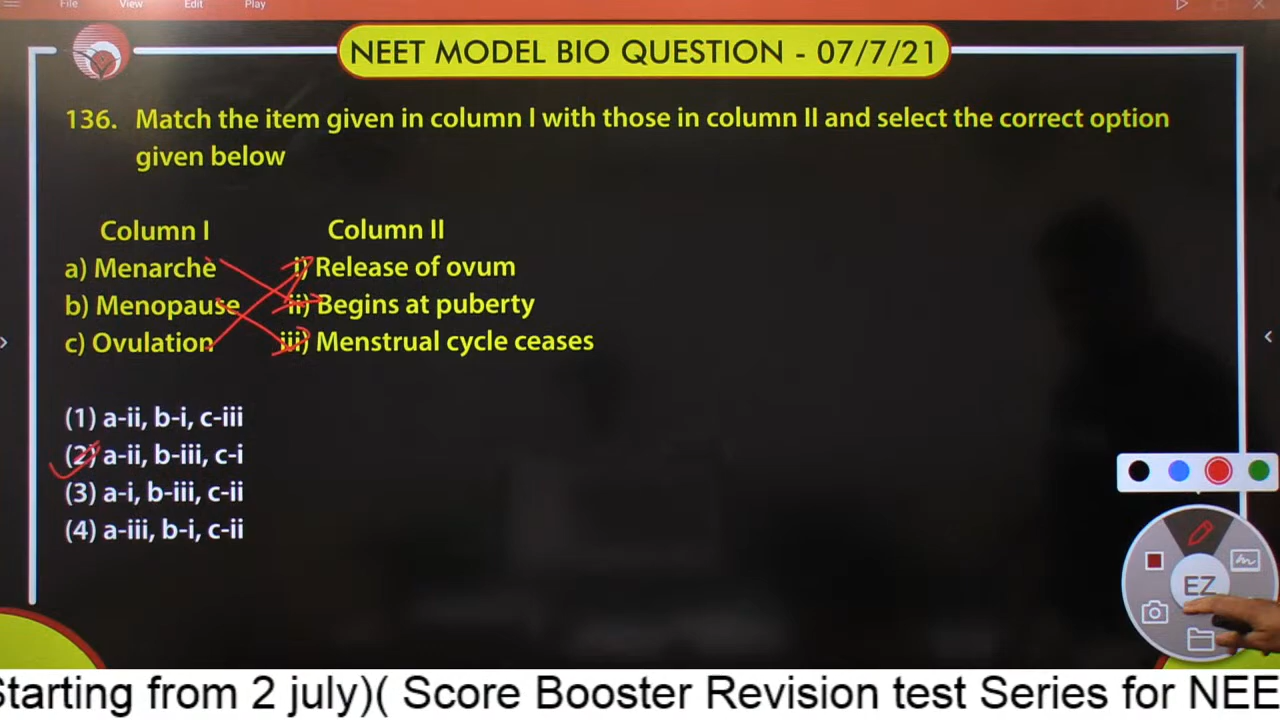 File View Edit Play
NEET MODEL BIO QUESTION - 07/7/21
136. Match the item given in column I with those in column II and select the correct option
given below
Column I Column II
a) Menarche i) Release of ovum
b) Menopause ii) Begins at puberty
c) Ovulation iii) Menstrual cycle ceases
(1) a-ii, b-i, c-iii
(2) a-ii, b-iii, c-i
(3) a-i, b-iii, c-ii
(4) a-iii, b-i, c-ii
EZ
Starting from 2 july)( Score Booster Revision test Series for NEE